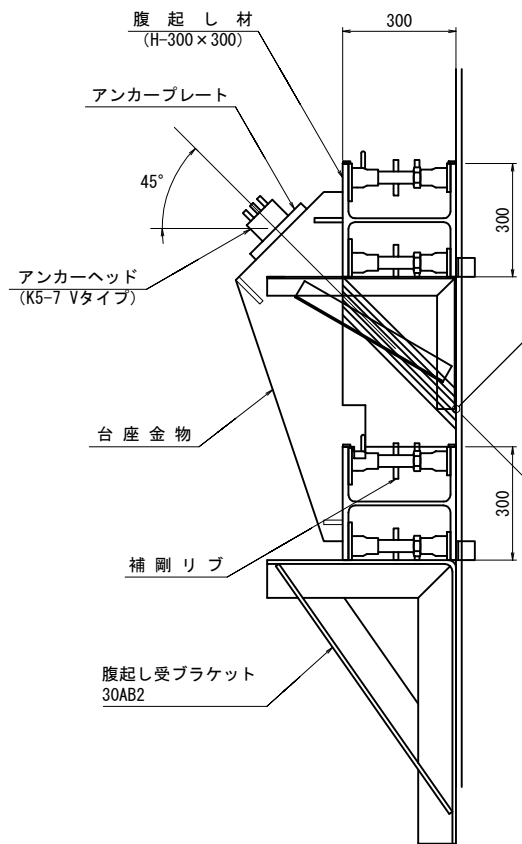 腹起し材
(H-300×300)
300
アンカープレート
45°
300
アンカーヘッド
(K5-7 Vタイプ)
台座金物
300
補剛リブ
腹起し受ブラケット
30AB2